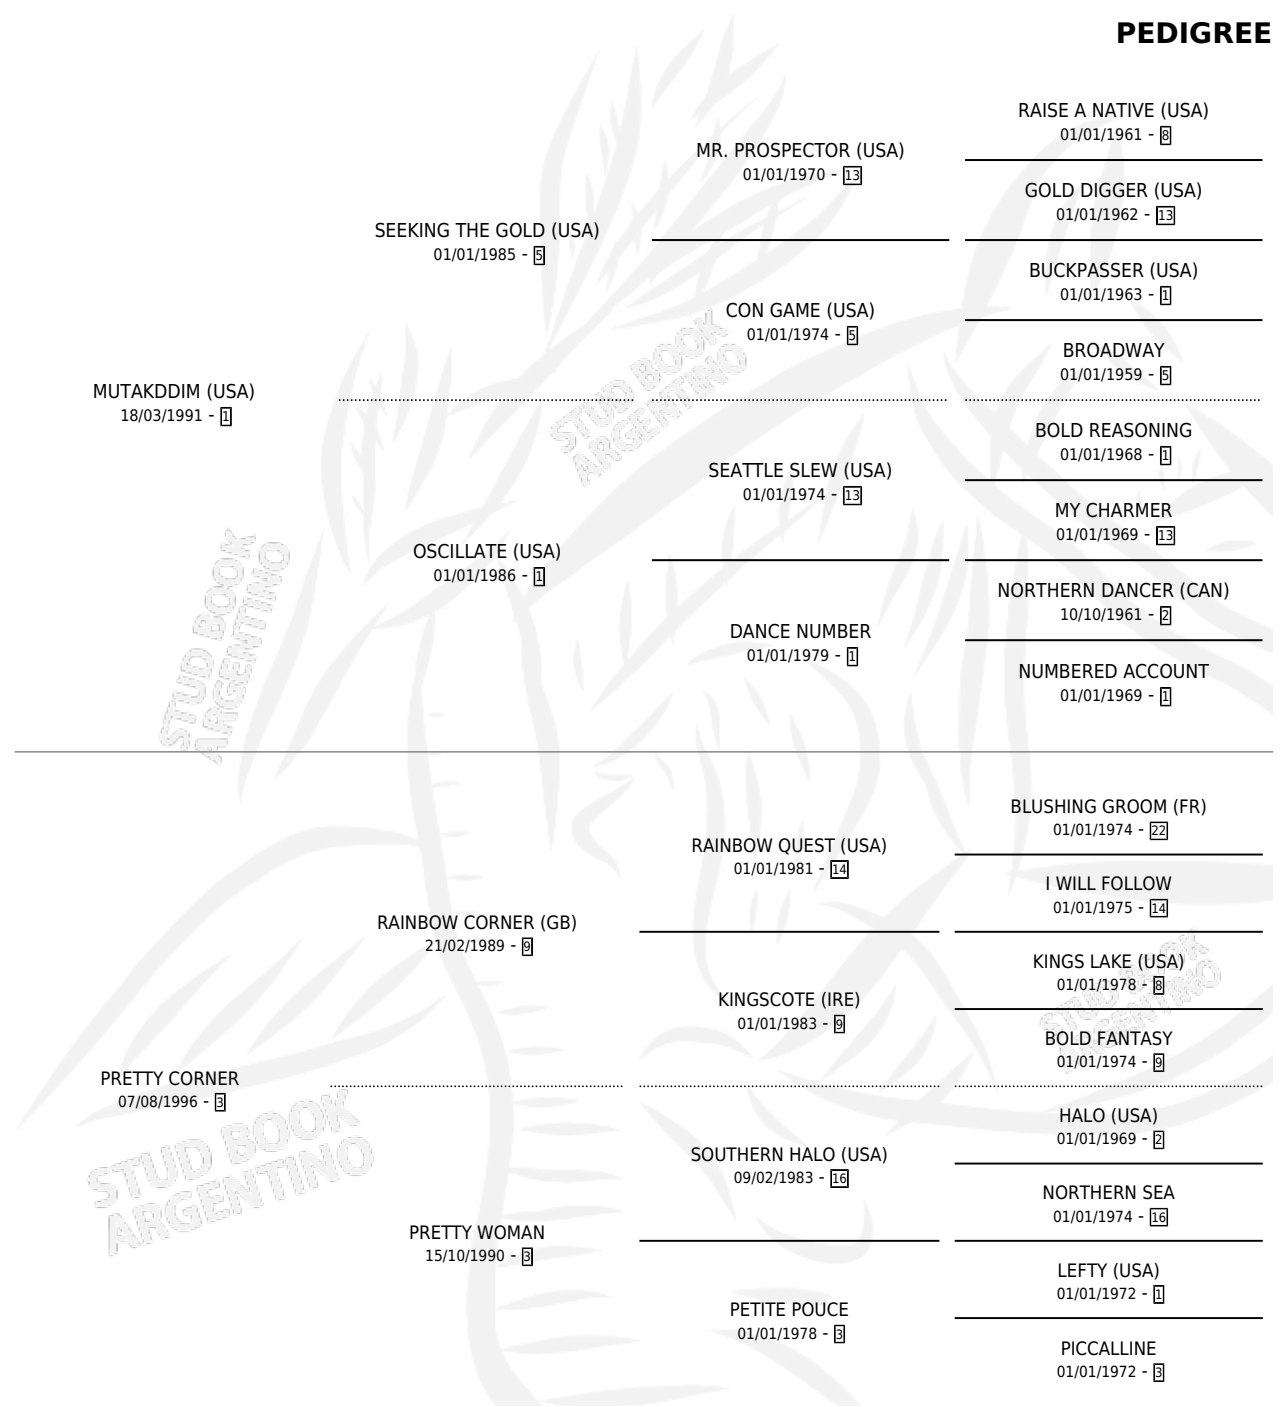 PEDIGREE
RAISE A NATIVE (USA)
01/01/1961 - 8
MR. PROSPECTOR (USA)
01/01/1970 - 13
GOLD DIGGER (USA)
01/01/1962 - 13
SEEKING THE GOLD (USA)
01/01/1985 - 5
BUCKPASSER (USA)
01/01/1963 - 1
CON GAME (USA)
01/01/1974 - 5
BROADWAY
01/01/1959 - 5
MUTAKDDIM (USA)
18/03/1991 - 1
BOLD REASONING
01/01/1968 - 1
SEATTLE SLEW (USA)
01/01/1974 - 13
MY CHARMER
01/01/1969 - 13
OSCILLATE (USA)
01/01/1986 - 1
NORTHERN DANCER (CAN)
10/10/1961 - 2
DANCE NUMBER
01/01/1979 - 1
NUMBERED ACCOUNT
01/01/1969 - 1
BLUSHING GROOM (FR)
01/01/1974 - 22
RAINBOW QUEST (USA)
01/01/1981 - 14
I WILL FOLLOW
01/01/1975 - 14
RAINBOW CORNER (GB)
21/02/1989 - 9
KINGS LAKE (USA)
01/01/1978 - 8
KINGSCOTE (IRE)
01/01/1983 - 9
BOLD FANTASY
01/01/1974 - 9
PRETTY CORNER
07/08/1996 - 3
HALO (USA)
01/01/1969 - 2
SOUTHERN HALO (USA)
09/02/1983 - 16
NORTHERN SEA
01/01/1974 - 16
PRETTY WOMAN
15/10/1990 - 3
LEFTY (USA)
01/01/1972 - 1
PETITE POUCE
01/01/1978 - 3
PICCALLINE
01/01/1972 - 3
STUD BOOK
ARGENTINO
STUD BOOK
ARGENTINO
STUD BOOK
ARGENTINO
STUD BOOK
ARGENTINO